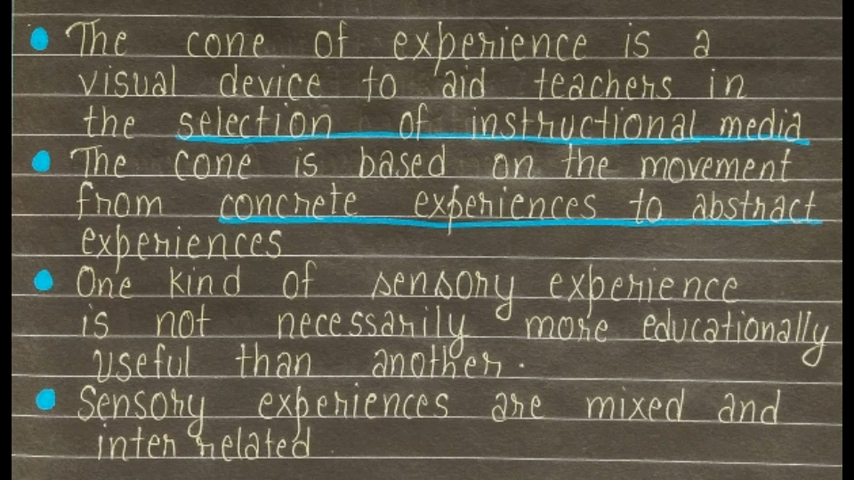 The cone of experience is a
visual device to aid teachers in
the selection of instructional media
The cone is based on the movement
from concrete experiences to abstract
experiences
One kind of sensory experience
is not necessarily more educationally
useful than another.
Sensory experiences are mixed and
inter related